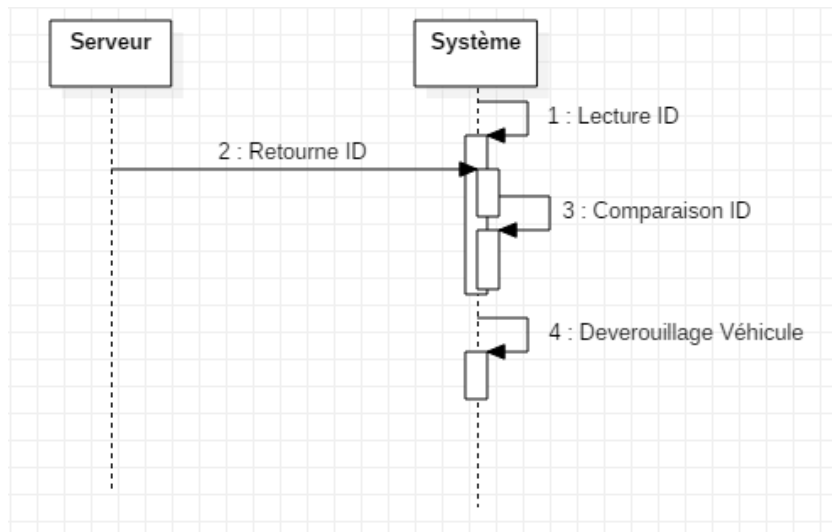 Serveur
Système
1 : Lecture ID
2 : Retourne ID
3 : Comparaison ID
4 : Deverouillage Véhicule